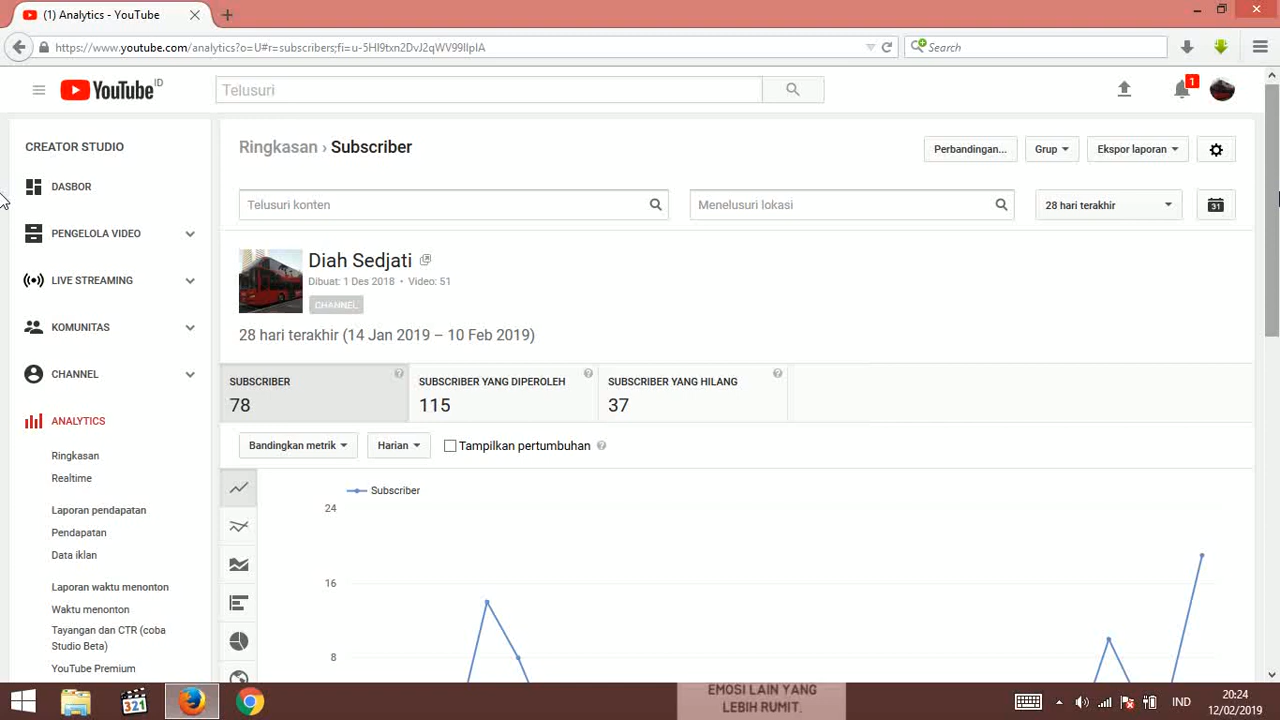 (1) Analytics - YouTube
https://www.youtube.com/analytics?o=U#r=subscribers;fi=u-5HI9txn2DvJ2qWV99IlpIA
Search
YouTube ID
Telusuri
1
CREATOR STUDIO
DASBOR
PENGELOLA VIDEO
LIVE STREAMING
KOMUNITAS
CHANNEL
ANALYTICS
Ringkasan
Realtime
Laporan pendapatan
Pendapatan
Data iklan
Laporan waktu menonton
Waktu menonton
Tayangan dan CTR (coba
Studio Beta)
YouTube Premium
Ringkasan › Subscriber
Perbandingan...
Grup
Ekspor laporan
Telusuri konten
Menelusuri lokasi
28 hari terakhir
31
Diah Sedjati
Dibuat: 1 Des 2018 • Video: 51
CHANNEL
28 hari terakhir (14 Jan 2019 – 10 Feb 2019)
SUBSCRIBER ?
78
SUBSCRIBER YANG DIPEROLEH ?
115
SUBSCRIBER YANG HILANG ?
37
Bandingkan metrik
Harian
Tampilkan pertumbuhan ?
Subscriber
24
16
8
321
EMOSI LAIN YANG
LEBIH RUMIT.
IND
20:24
12/02/2019